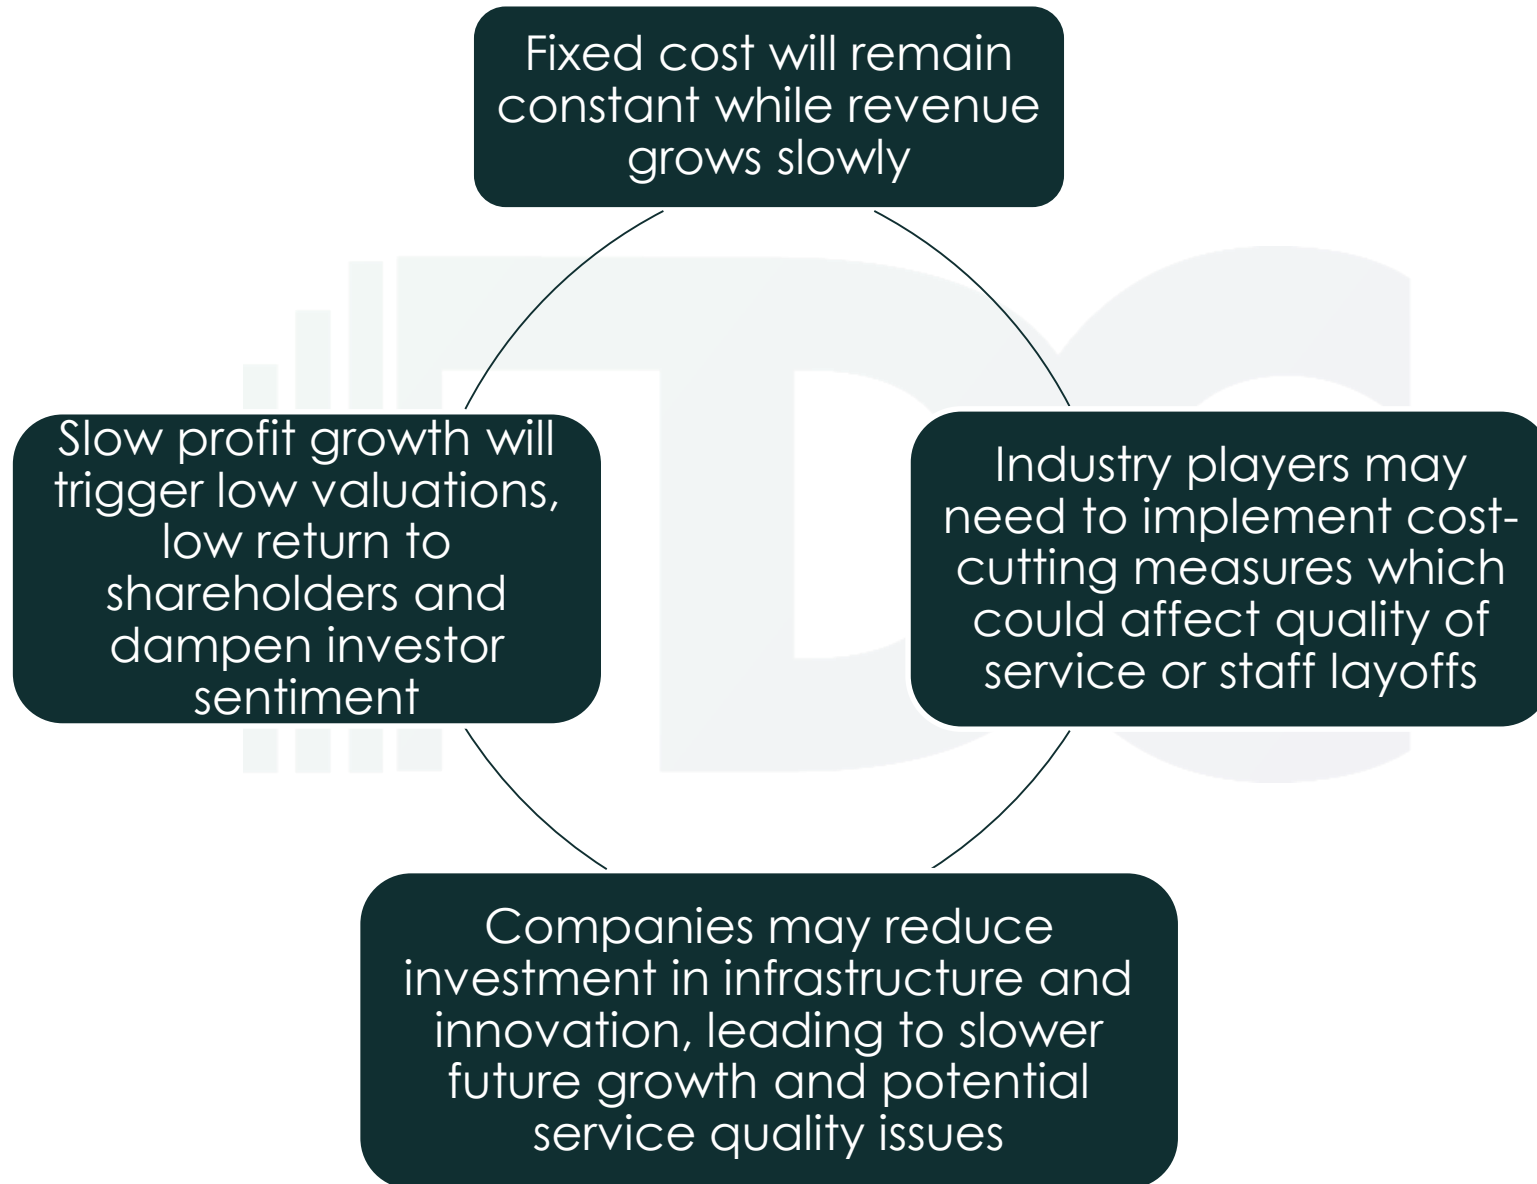 Fixed cost will remain
constant while revenue
grows slowly
Slow profit growth will
trigger low valuations,
low return to
shareholders and
dampen investor
sentiment
Industry players may
need to implement cost-
cutting measures which
could affect quality of
service or staff layoffs
Companies may reduce
investment in infrastructure and
innovation, leading to slower
future growth and potential
service quality issues